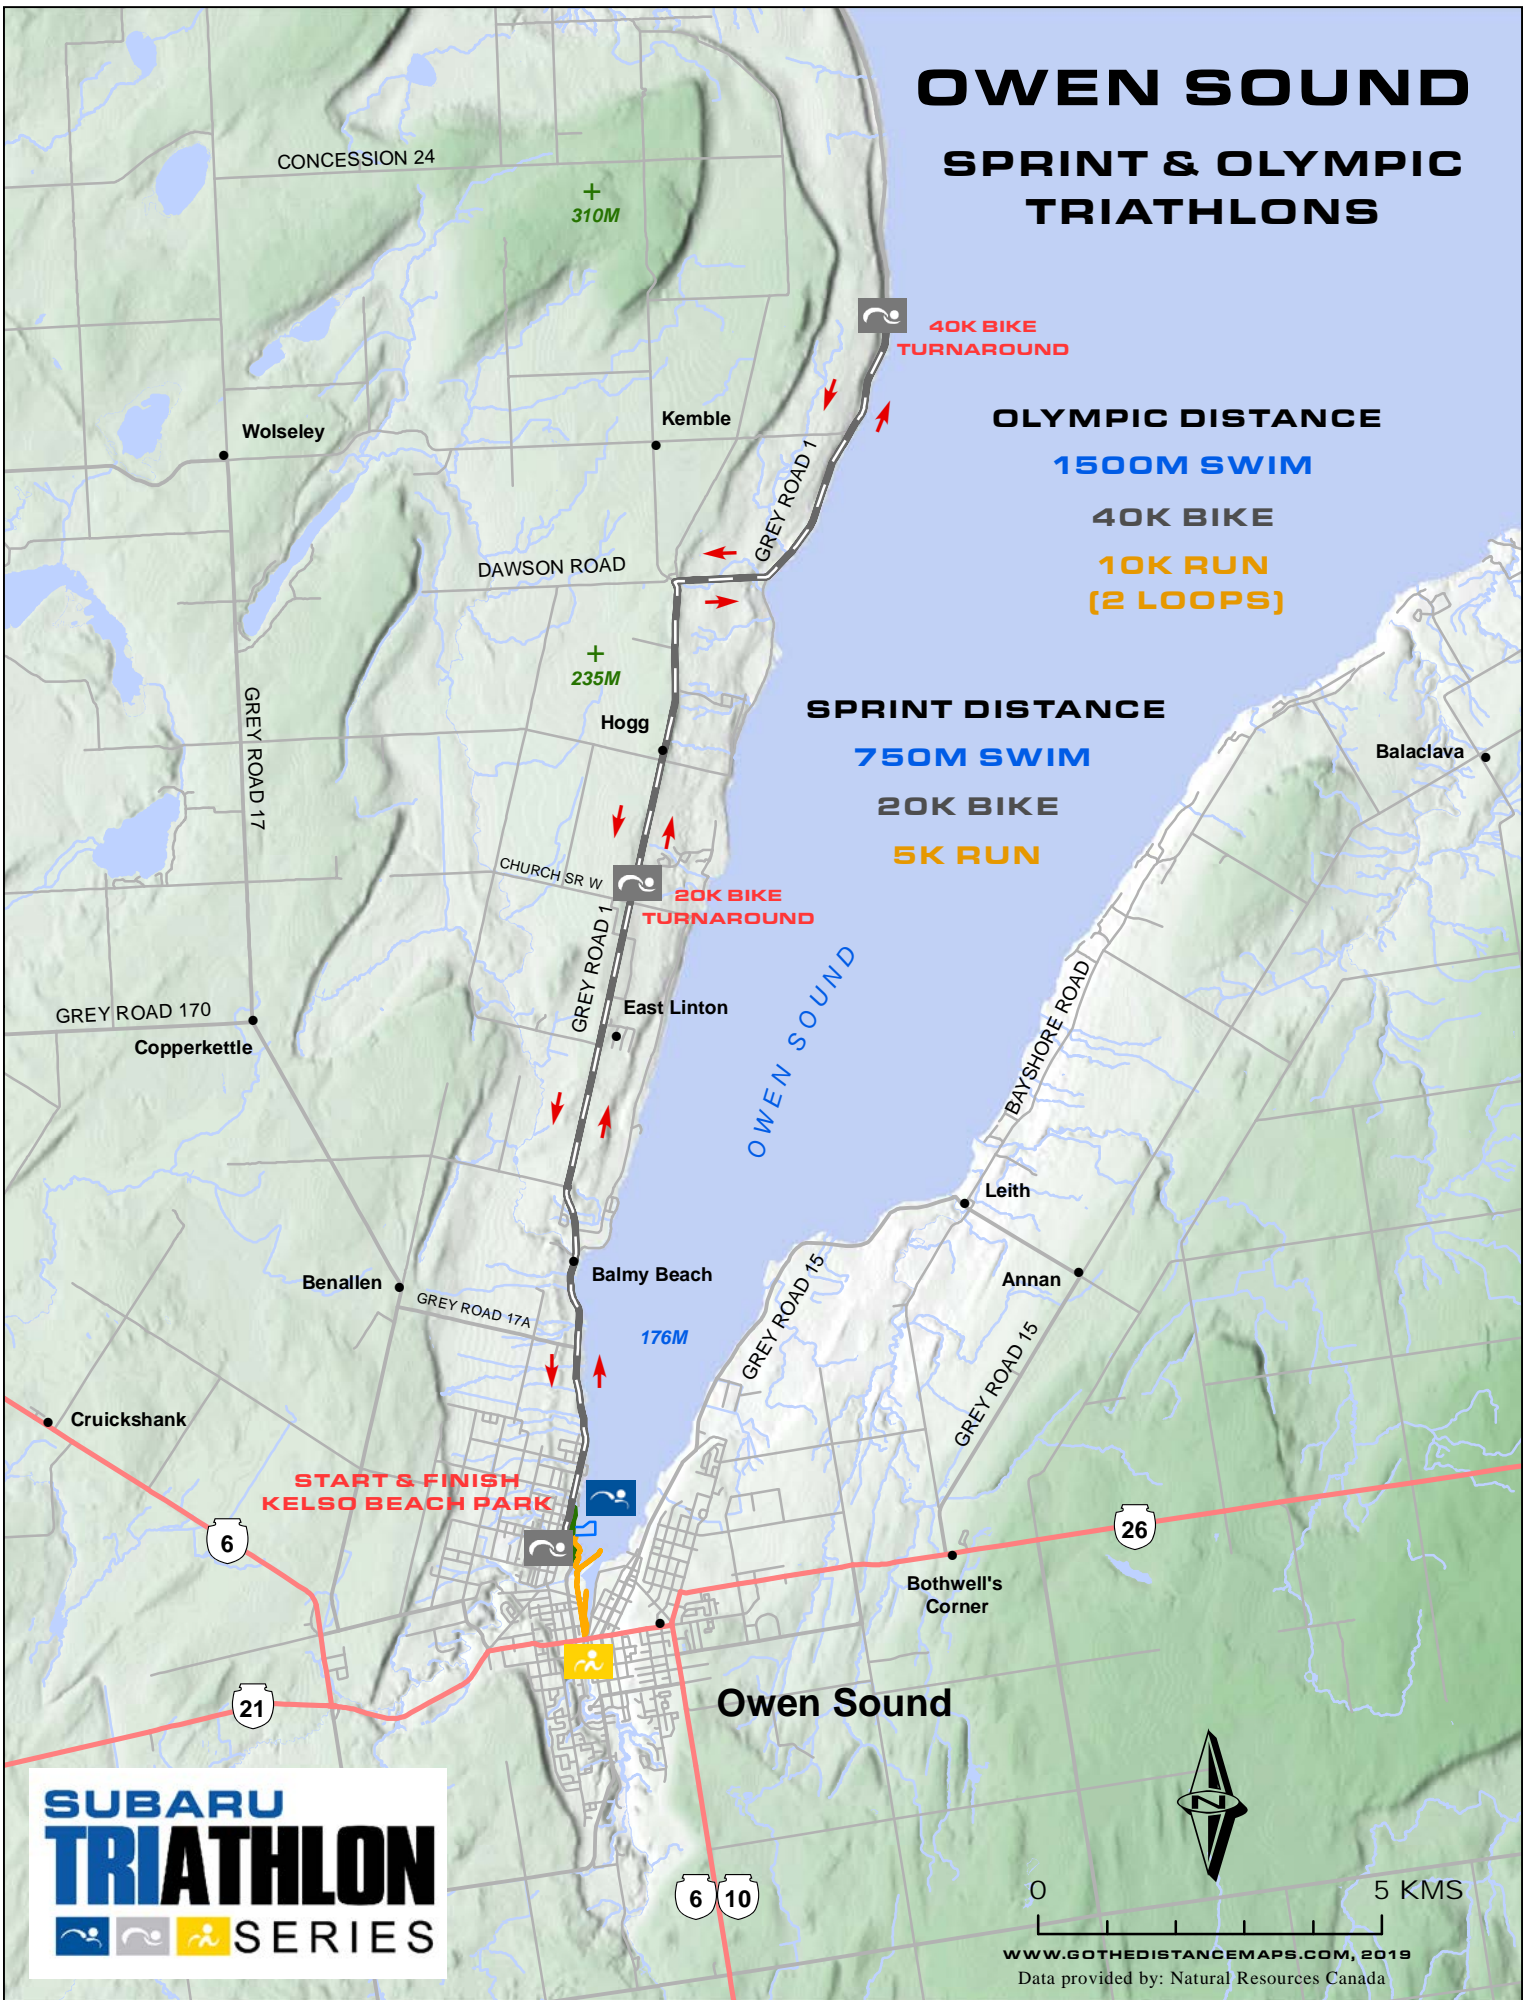 OWEN SOUND
SPRINT & OLYMPIC
TRIATHLONS
CONCESSION 24
310M
40K BIKE
TURNAROUND
OLYMPIC DISTANCE
1500M SWIM
40K BIKE
10K RUN
(2 LOOPS)
Wolseley
Kemble
GREY ROAD 1
DAWSON ROAD
235M
Hogg
GREY ROAD 17
SPRINT DISTANCE
750M SWIM
20K BIKE
5K RUN
Balaclava
CHURCH SR W
20K BIKE
TURNAROUND
GREY ROAD 1
East Linton
OWEN SOUND
BAYSHORE ROAD
GREY ROAD 170
Copperkettle
Leith
Annan
Balmy Beach
Benallen
GREY ROAD 17A
176M
GREY ROAD 15
GREY ROAD 15
Cruickshank
START & FINISH
KELSO BEACH PARK
6
26
Bothwell's
Corner
21
Owen Sound
6
10
N
0
5 KMS
WWW.GOTHEDISTANCEMAPS.COM, 2019
Data provided by: Natural Resources Canada
SUBARU
TRIATHLON
SERIES